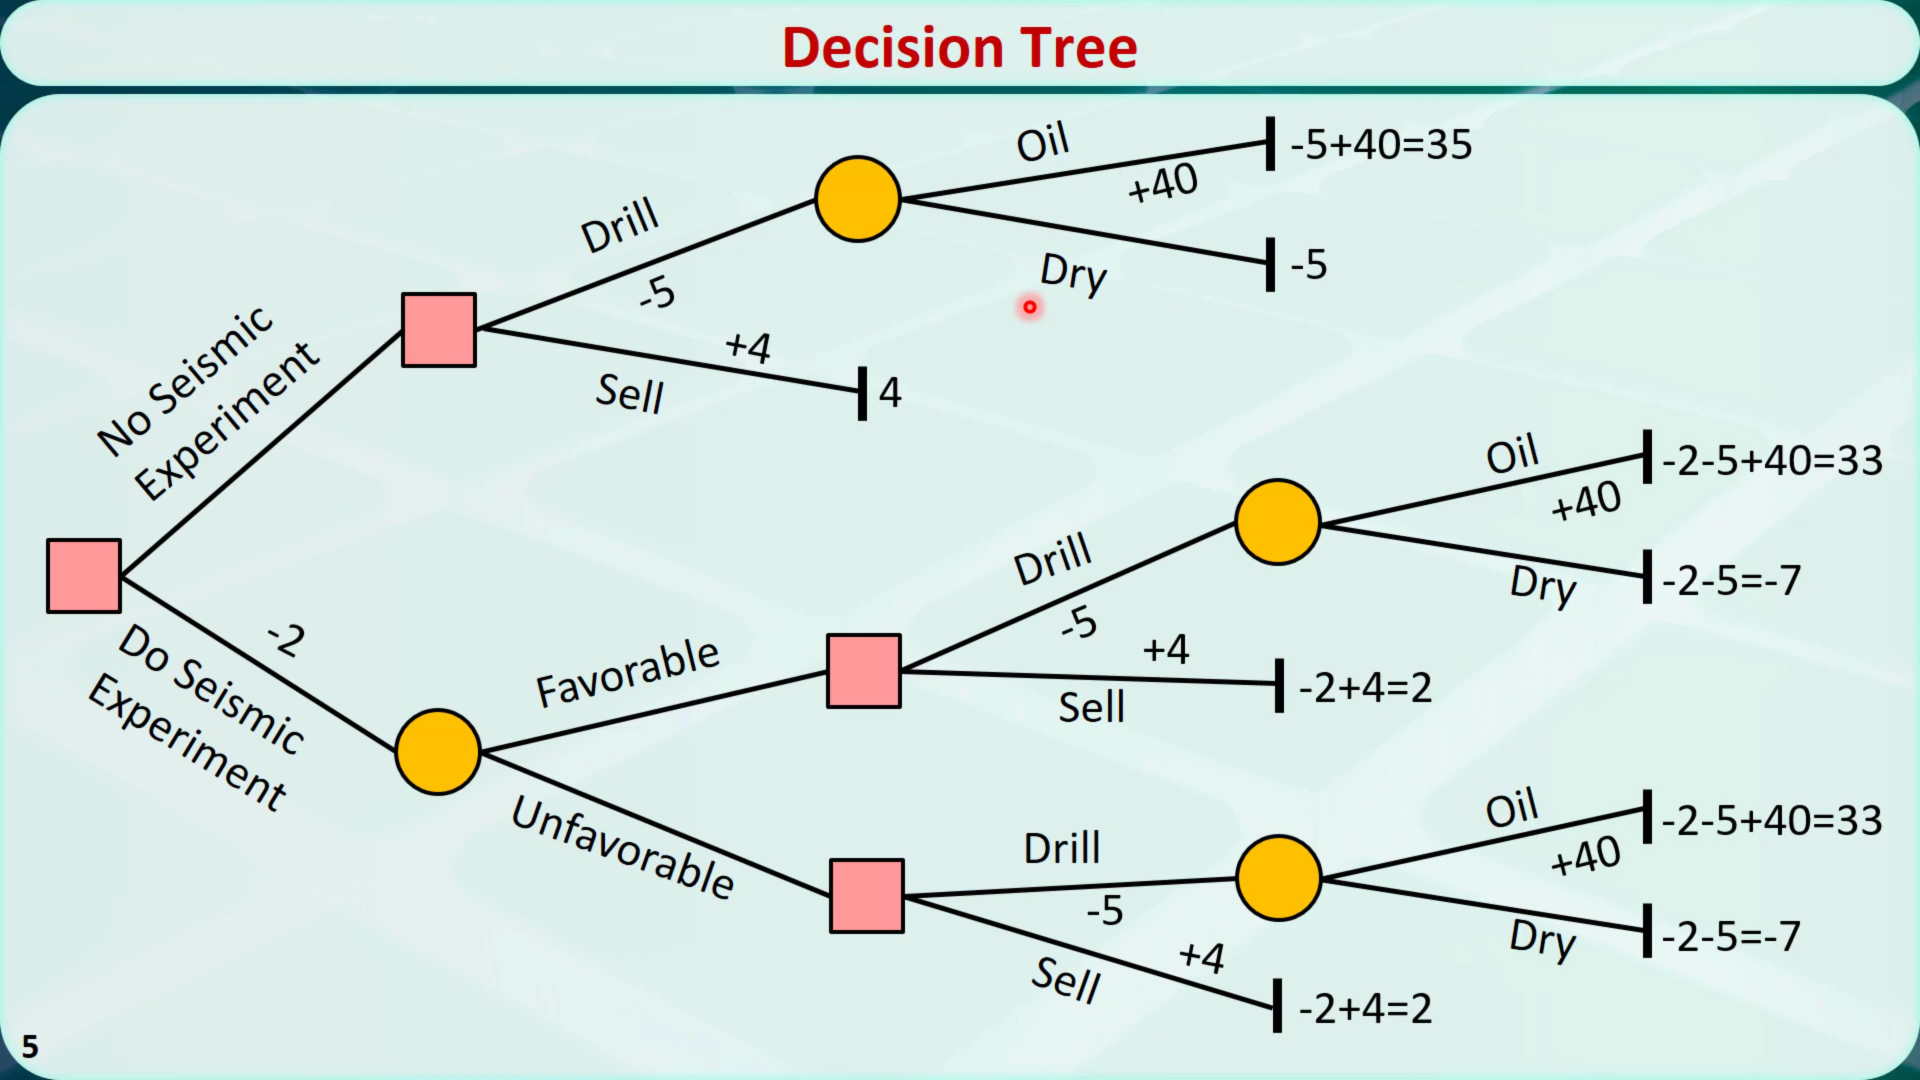 Decision Tree
Oil
-5+40=35
+40
Drill
-5
Dry
-5
No Seismic
Experiment
+4
Sell
4
Oil
-2-5+40=33
+40
Drill
-5
Dry
-2-5=-7
-2
Do Seismic
Experiment
Favorable
+4
Sell
-2+4=2
Unfavorable
Oil
-2-5+40=33
+40
Drill
-5
Dry
-2-5=-7
+4
Sell
-2+4=2
5